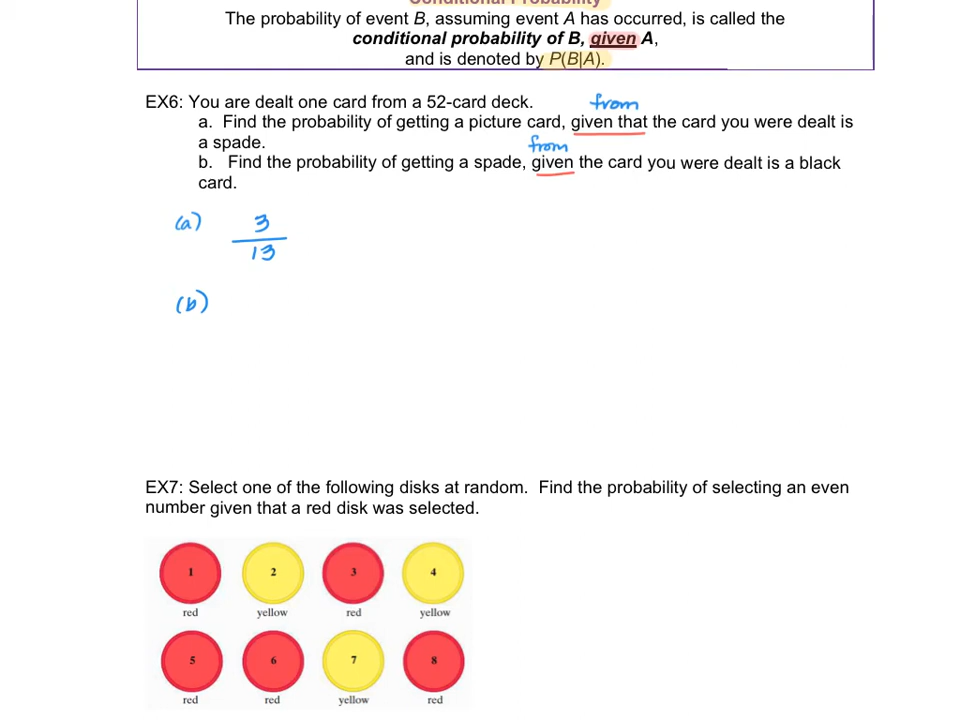 Conditional Probability
The probability of event B, assuming event A has occurred, is called the
conditional probability of B, given A,
and is denoted by P(B|A).
EX6: You are dealt one card from a 52-card deck.
from
a. Find the probability of getting a picture card, given that the card you were dealt is
a spade.
from
b. Find the probability of getting a spade, given the card you were dealt is a black
card.
(a) 3
13
(b)
EX7: Select one of the following disks at random. Find the probability of selecting an even
number given that a red disk was selected.
1 2 3 4
red yellow red yellow
5 6 7 8
red red yellow red